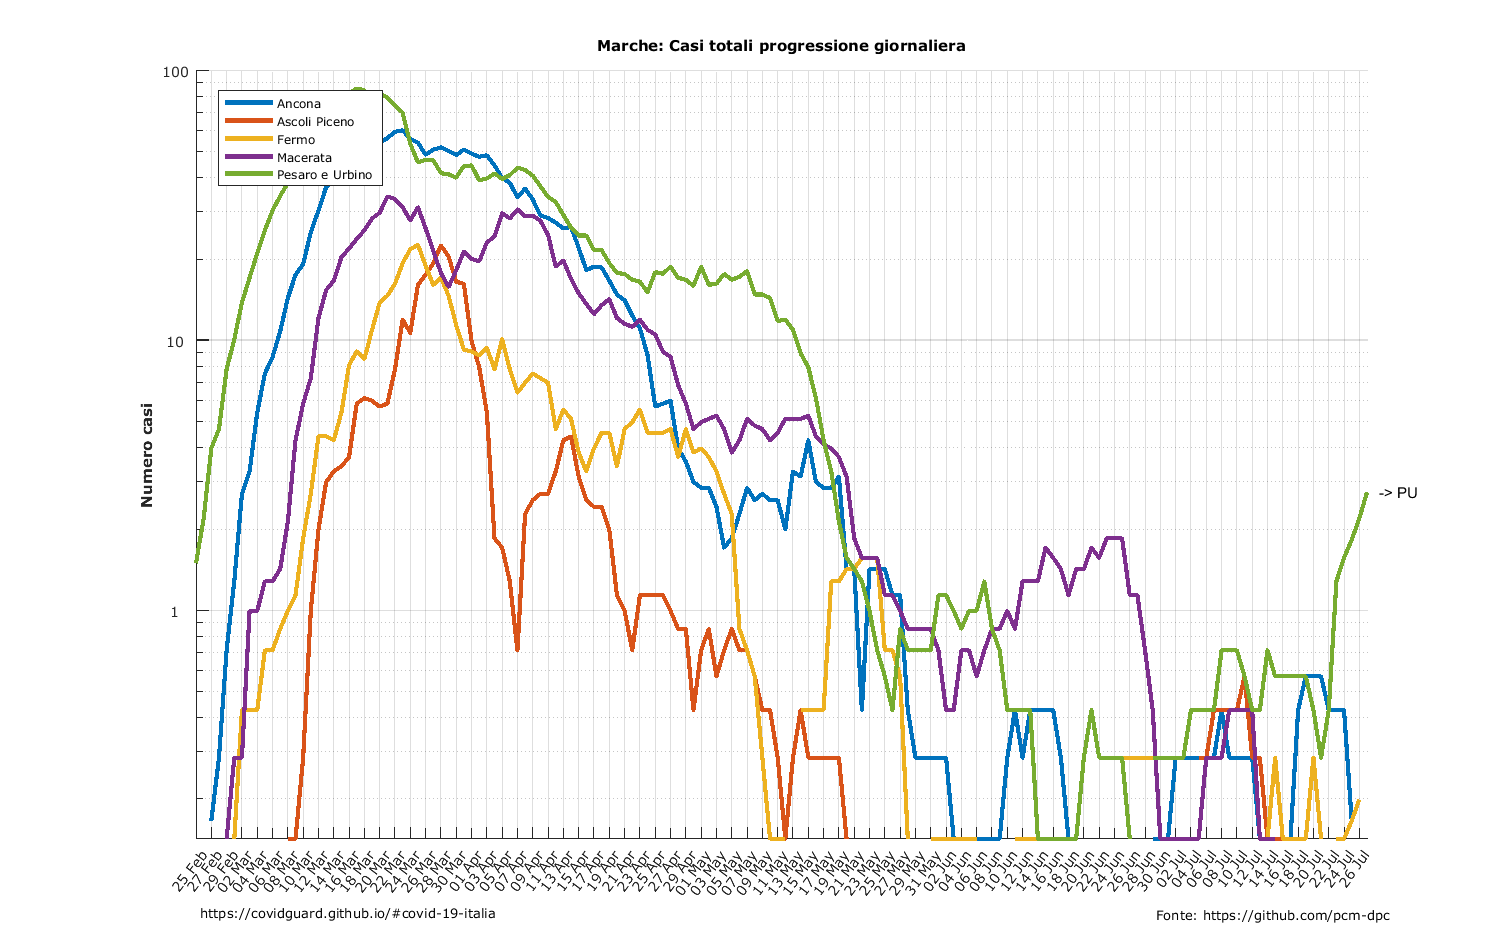 Marche: Casi totali progressione giornaliera
100
Ancona
Ascoli Piceno
Fermo
Macerata
Pesaro e Urbino
10
1
Numero casi
-> PU
25 Feb
27 Feb
29 Feb
02 Mar
04 Mar
06 Mar
08 Mar
10 Mar
12 Mar
14 Mar
16 Mar
18 Mar
20 Mar
22 Mar
24 Mar
26 Mar
28 Mar
30 Mar
01 Apr
03 Apr
05 Apr
07 Apr
09 Apr
11 Apr
13 Apr
15 Apr
17 Apr
19 Apr
21 Apr
23 Apr
25 Apr
27 Apr
29 Apr
01 May
03 May
05 May
07 May
09 May
11 May
13 May
15 May
17 May
19 May
21 May
23 May
25 May
27 May
29 May
31 May
02 Jun
04 Jun
06 Jun
08 Jun
10 Jun
12 Jun
14 Jun
16 Jun
18 Jun
20 Jun
22 Jun
24 Jun
26 Jun
28 Jun
30 Jun
02 Jul
04 Jul
06 Jul
08 Jul
10 Jul
12 Jul
14 Jul
16 Jul
18 Jul
20 Jul
22 Jul
24 Jul
26 Jul
https://covidguard.github.io/#covid-19-italia
Fonte: https://github.com/pcm-dpc